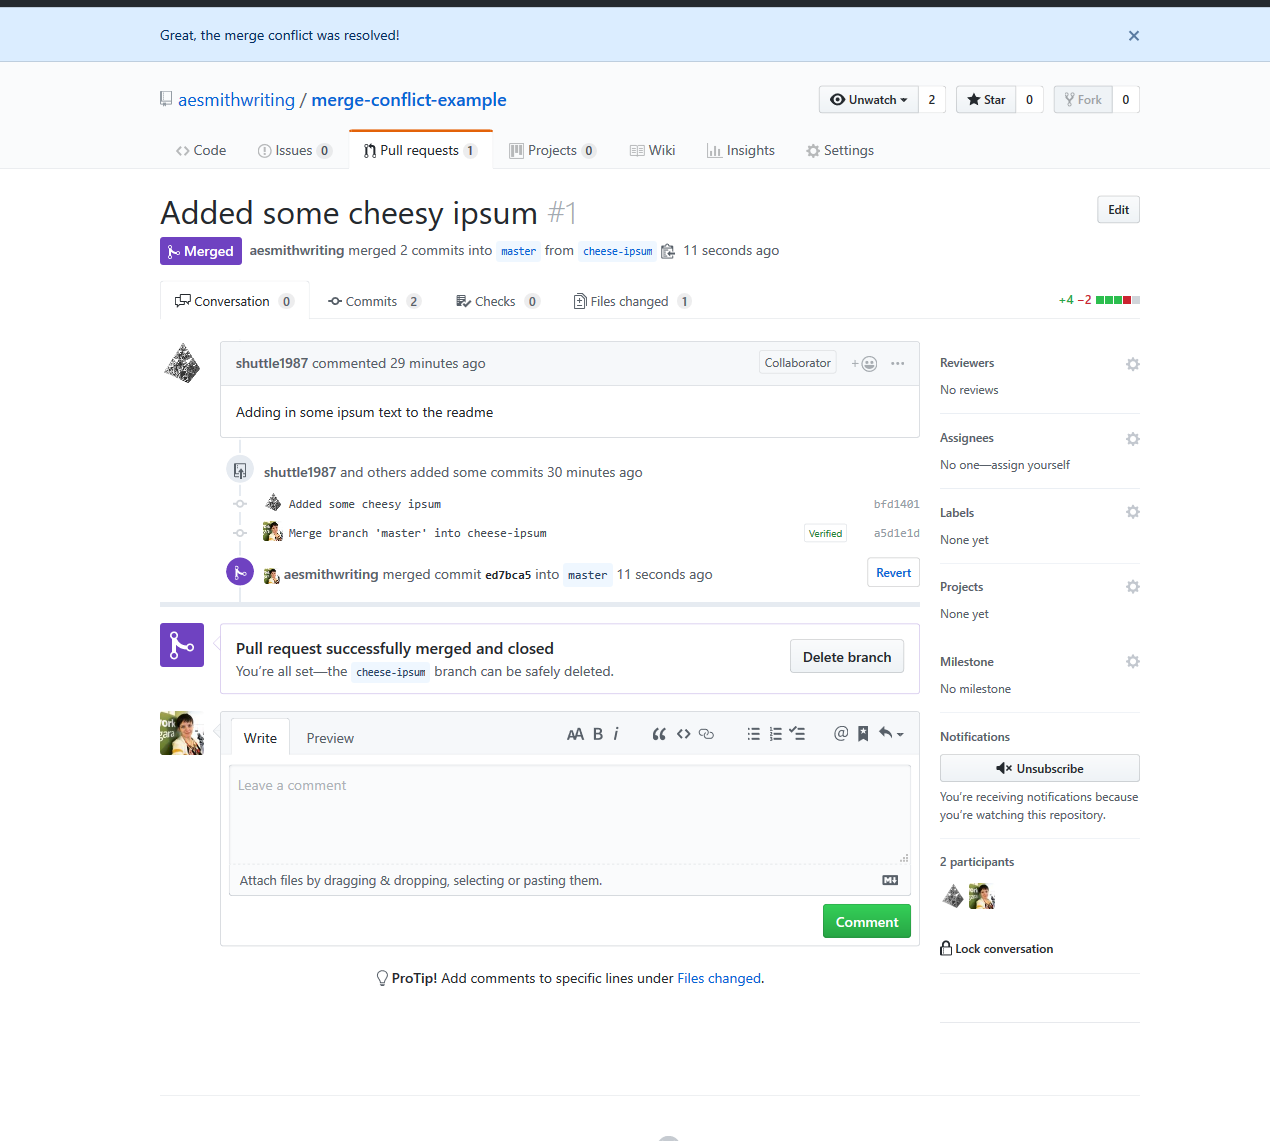 Great, the merge conflict was resolved!
aesmithwriting / merge-conflict-example
Unwatch 2 Star 0 Fork 0
Code Issues 0 Pull requests 1 Projects 0 Wiki Insights Settings
Added some cheesy ipsum #1
Edit
Merged aesmithwriting merged 2 commits into master from cheese-ipsum 11 seconds ago
Conversation 0 Commits 2 Checks 0 Files changed 1 +4 −2
shuttle1987 commented 29 minutes ago Collaborator
Adding in some ipsum text to the readme
shuttle1987 and others added some commits 30 minutes ago
Added some cheesy ipsum bfd1401
Merge branch 'master' into cheese-ipsum Verified a5d1e1d
aesmithwriting merged commit ed7bca5 into master 11 seconds ago Revert
Pull request successfully merged and closed
You're all set—the cheese-ipsum branch can be safely deleted.
Delete branch
Write Preview
Leave a comment
Attach files by dragging & dropping, selecting or pasting them.
Comment
ProTip! Add comments to specific lines under Files changed.
Reviewers
No reviews
Assignees
No one—assign yourself
Labels
None yet
Projects
None yet
Milestone
No milestone
Notifications
Unsubscribe
You're receiving notifications because
you're watching this repository.
2 participants
Lock conversation